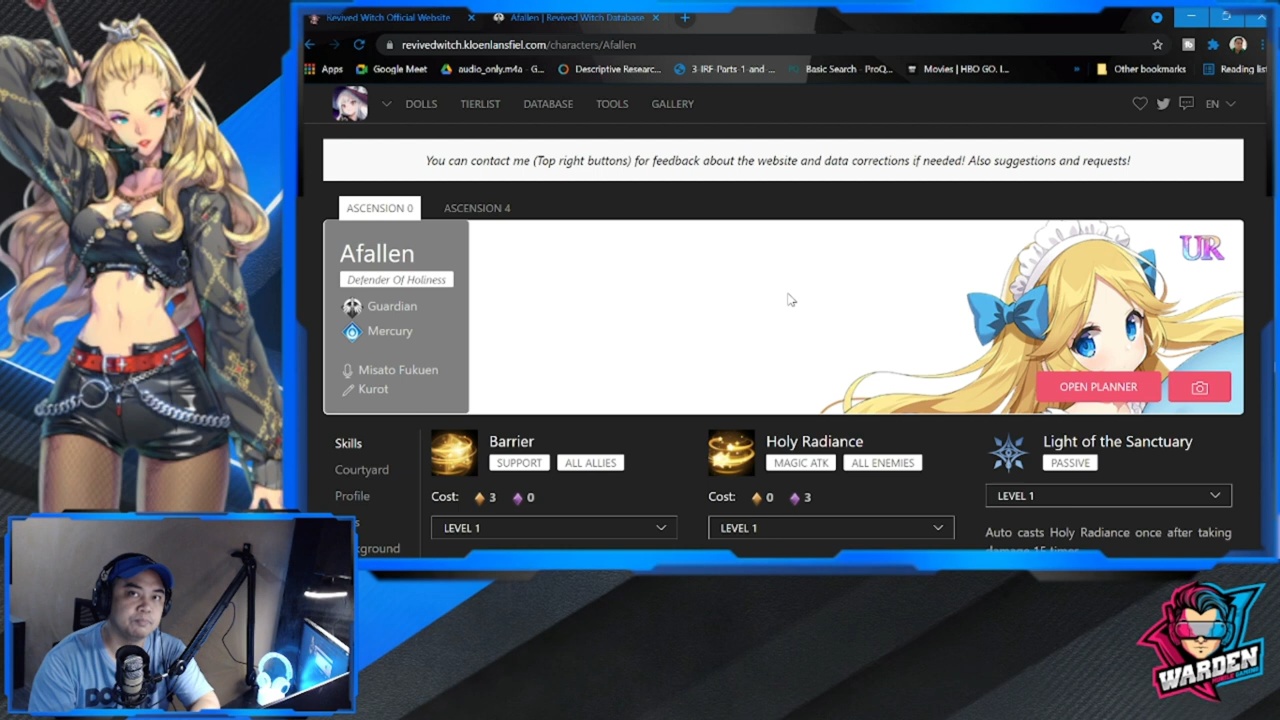 Revived Witch Official Website
Afallen | Revived Witch Database
revivedwitch.kloenlansfiel.com/characters/Afallen
Apps
Google Meet
audio_only.m4a - G...
Descriptive Researc...
3-IRF-Parts-1-and-...
Basic Search - ProQ...
Movies | HBO GO. I...
Other bookmarks
Reading list
DOLLS TIERLIST DATABASE TOOLS GALLERY
EN
You can contact me (Top right buttons) for feedback about the website and data corrections if needed! Also suggestions and requests!
ASCENSION 0 ASCENSION 4
Afallen
Defender Of Holiness
Guardian
Mercury
Misato Fukuen
Kurot
UR
OPEN PLANNER
Skills
Courtyard
Profile
Barrier
SUPPORT ALL ALLIES
Cost: 3 0
LEVEL 1
Holy Radiance
MAGIC ATK ALL ENEMIES
Cost: 0 3
LEVEL 1
Light of the Sanctuary
PASSIVE
LEVEL 1
Auto casts Holy Radiance once after taking
damage 15 times
WARDEN
MOBILE GAMING